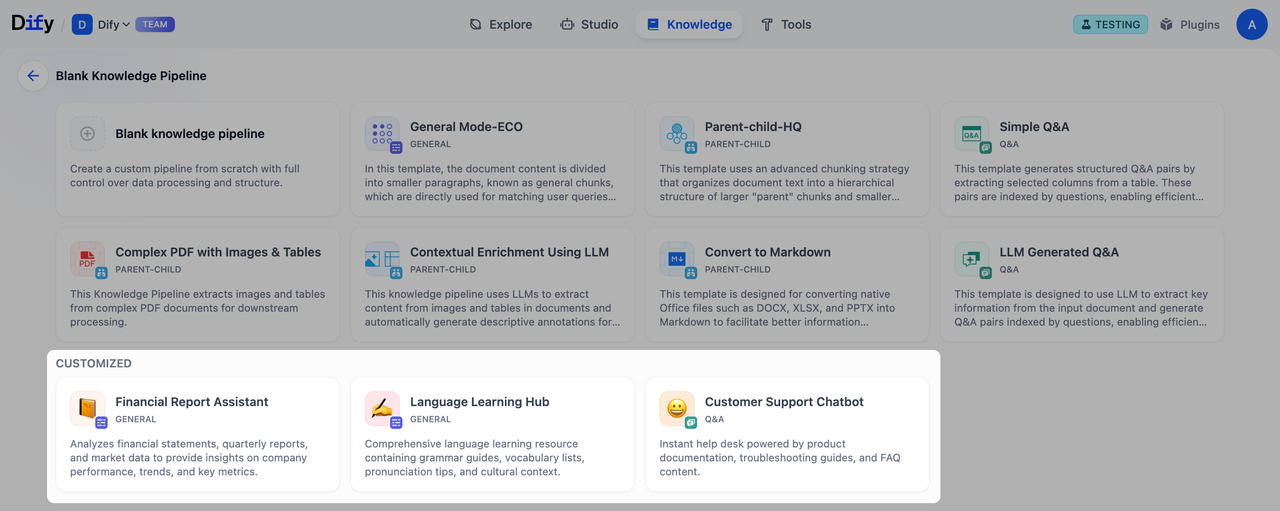 Dify / D Dify TEAM Explore Studio Knowledge Tools TESTING Plugins A
Blank Knowledge Pipeline
Blank knowledge pipeline
Create a custom pipeline from scratch with full
control over data processing and structure.
General Mode-ECO
GENERAL
In this template, the document content is divided
into smaller paragraphs, known as general chunks,
which are directly used for matching user queries...
Parent-child-HQ
PARENT-CHILD
This template uses an advanced chunking strategy
that organizes document text into a hierarchical
structure of larger "parent" chunks and smaller...
Q&A
Simple Q&A
Q&A
This template generates structured Q&A pairs by
extracting selected columns from a table. These
pairs are indexed by questions, enabling efficient...
PDF
Complex PDF with Images & Tables
PARENT-CHILD
This Knowledge Pipeline extracts images and tables
from complex PDF documents for downstream
processing.
Contextual Enrichment Using LLM
PARENT-CHILD
This knowledge pipeline uses LLMs to extract
content from images and tables in documents and
automatically generate descriptive annotations for...
M↓
Convert to Markdown
PARENT-CHILD
This template is designed for converting native
Office files such as DOCX, XLSX, and PPTX into
Markdown to facilitate better information...
LLM Generated Q&A
Q&A
This template is designed to use LLM to extract key
information from the input document and generate
Q&A pairs indexed by questions, enabling efficien...
CUSTOMIZED
Financial Report Assistant
GENERAL
Analyzes financial statements, quarterly reports,
and market data to provide insights on company
performance, trends, and key metrics.
Language Learning Hub
GENERAL
Comprehensive language learning resource
containing grammar guides, vocabulary lists,
pronunciation tips, and cultural context.
Customer Support Chatbot
Q&A
Instant help desk powered by product
documentation, troubleshooting guides, and FAQ
content.